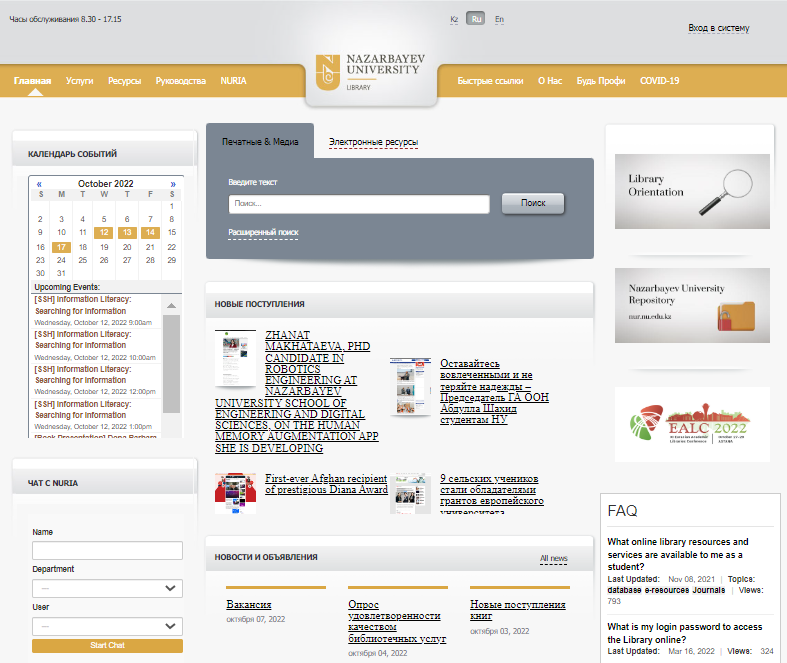 Часы обслуживания 8.30 - 17.15
Kz Ru En
Вход в систему
Главная Услуги Ресурсы Руководства NURIA
NAZARBAYEV
UNIVERSITY
LIBRARY
Быстрые ссылки О Нас Будь Профи COVID-19
КАЛЕНДАРЬ СОБЫТИЙ
« October 2022 »
S M T W T F S
1
2 3 4 5 6 7 8
9 10 11 12 13 14 15
16 17 18 19 20 21 22
23 24 25 26 27 28 29
30 31
Upcoming Events:
[SSH] Information Literacy:
Searching for Information
Wednesday, October 12, 2022 9:00am
[SSH] Information Literacy:
Searching for Information
Wednesday, October 12, 2022 10:00am
[SSH] Information Literacy:
Searching for Information
Wednesday, October 12, 2022 12:00pm
[SSH] Information Literacy:
Searching for Information
Wednesday, October 12, 2022 1:00pm
[Book Presentation] Dona Barbara
ЧАТ С NURIA
Name
Department
---
User
---
Start Chat
Печатные & Медиа Электронные ресурсы
Введите текст
Поиск...
Поиск
Расширенный поиск
НОВЫЕ ПОСТУПЛЕНИЯ
ZHANAT
MAKHATAEVA, PHD
CANDIDATE IN
ROBOTICS
ENGINEERING AT
NAZARBAYEV
UNIVERSITY SCHOOL OF
ENGINEERING AND DIGITAL
SCIENCES, ON THE HUMAN
MEMORY AUGMENTATION APP
SHE IS DEVELOPING
Оставайтесь
вовлеченными и не
теряйте надежды –
Председатель ГА ООН
Абдулла Шахид
студентам НУ
First-ever Afghan recipient
of prestigious Diana Award
9 сельских учеников
стали обладателями
грантов европейского
университета
НОВОСТИ И ОБЪЯВЛЕНИЯ
All news
Вакансия
октября 07, 2022
Опрос
удовлетворенности
качеством
библиотечных услуг
октября 04, 2022
Новые поступления
книг
октября 03, 2022
Library
Orientation
Nazarbayev University
Repository
nur.nu.edu.kz
EALC 2022
FAQ
What online library resources and
services are available to me as a
student?
Last Updated: Nov 08, 2021 | Topics:
database e-resources Journals | Views:
793
What is my login password to access
the Library online?
Last Updated: Mar 16, 2022 | Views: 324